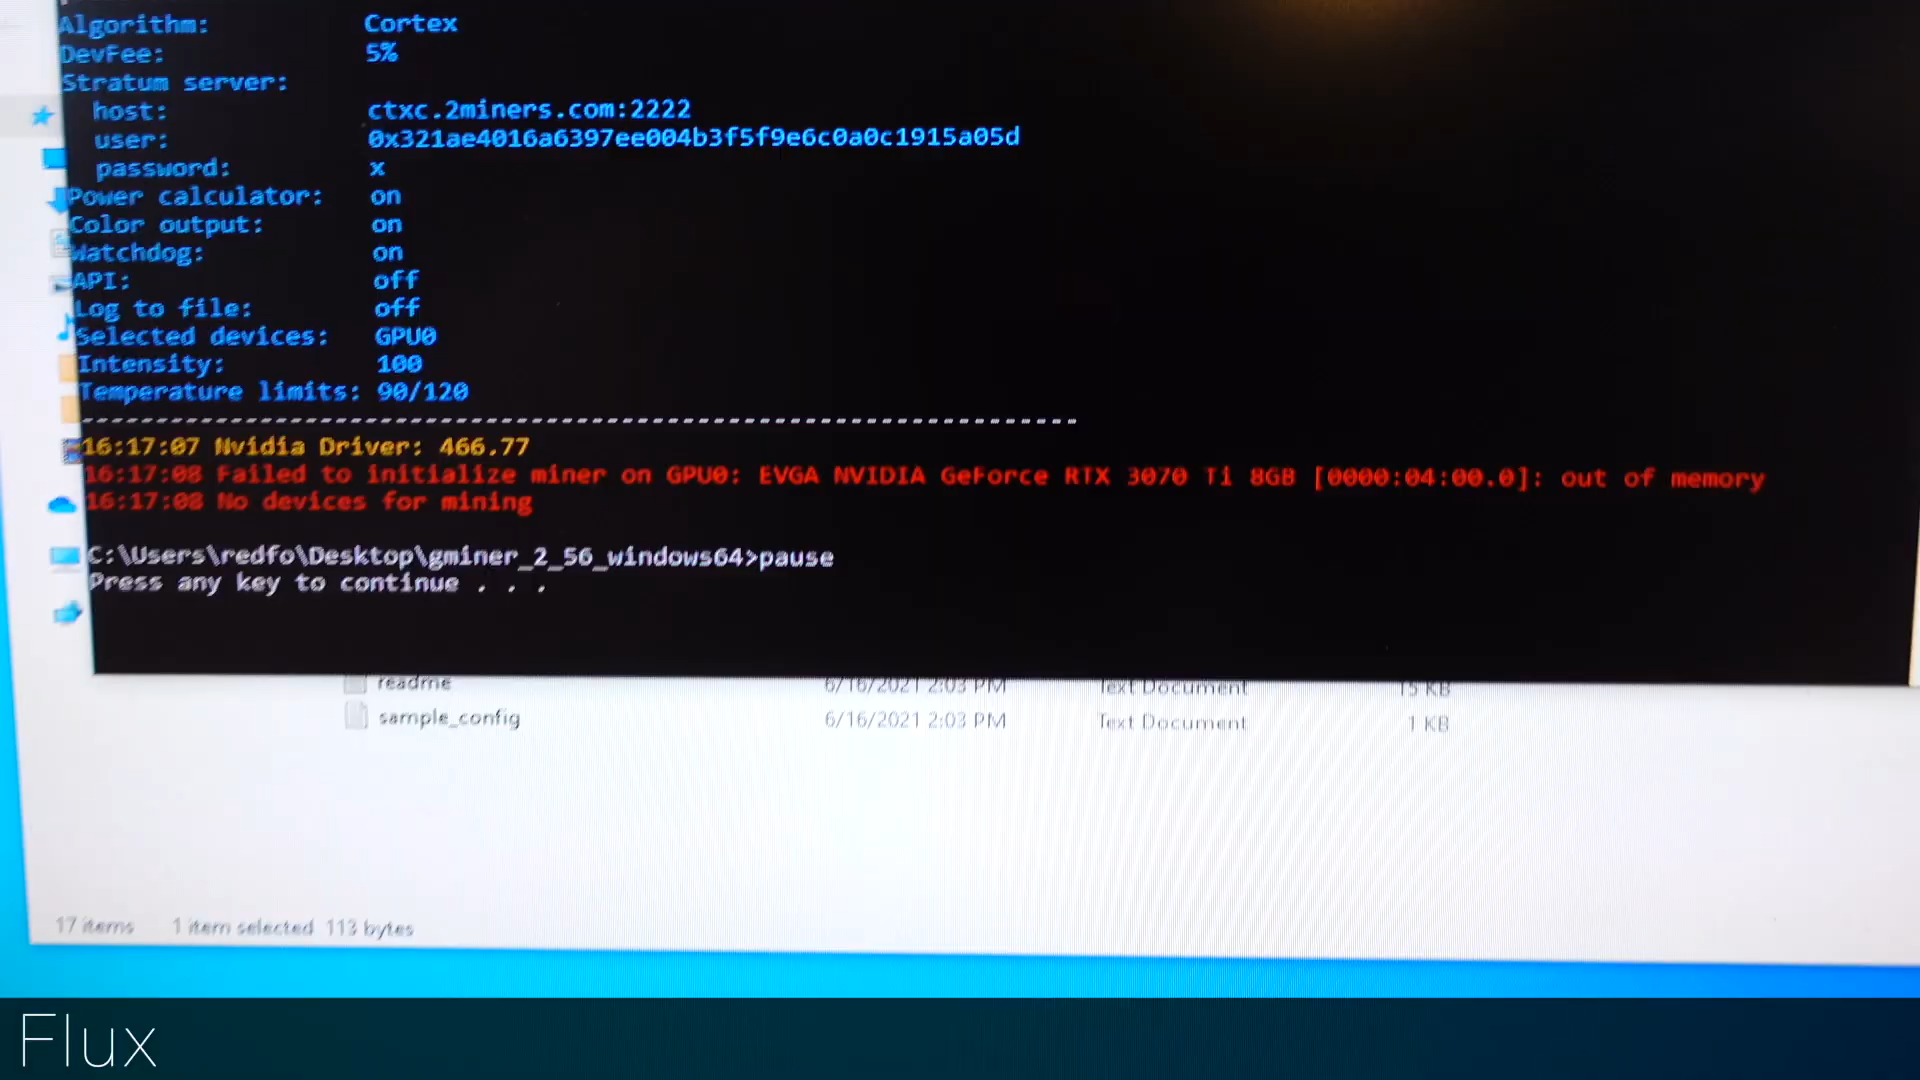 Algorithm: Cortex
DevFee: 5%
Stratum server:
host: ctxc.2miners.com:2222
user: 0x321ae4016a6397ee004b3f5f9e6c0a0c1915a05d
password: x
Power calculator: on
Color output: on
Watchdog: on
API: off
Log to file: off
Selected devices: GPU0
Intensity: 100
Temperature limits: 90/120
-------------------------------------------------------------------
16:17:07 Nvidia Driver: 466.77
16:17:08 Failed to initialize miner on GPU0: EVGA NVIDIA GeForce RTX 3070 Ti 8GB [0000:04:00.0]: out of memory
16:17:08 No devices for mining
C:\Users\redfo\Desktop\gminer_2_56_windows64>pause
Press any key to continue . . .
readme 6/16/2021 2:03 PM Text Document 15 KB
sample_config 6/16/2021 2:03 PM Text Document 1 KB
17 items 1 item selected 113 bytes
Flux